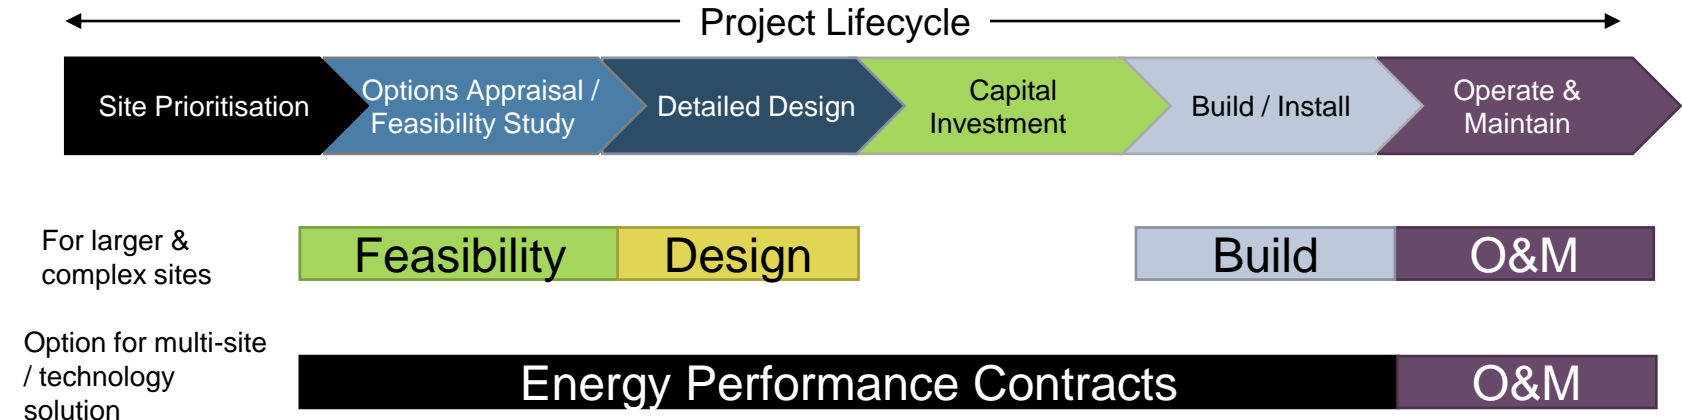 Project Lifecycle
Site Prioritisation
Options Appraisal /
Feasibility Study
Detailed Design
Capital
Investment
Build / Install
Operate &
Maintain
For larger &
complex sites
Feasibility
Design
Build
O&M
Option for multi-site
/ technology
solution
Energy Performance Contracts
O&M